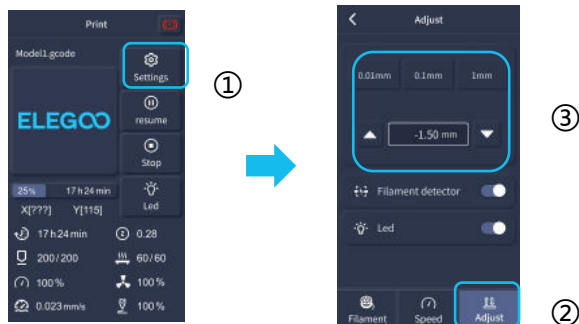 Print
Model1.gcode
Settings
resume
ELEGOO
Stop
25% 17 h 24 min
Led
X[???] Y[115]
17 h 24 min 0.28
200/200 60/60
100% 100%
0.023 mm/s 100%
①
Adjust
0.01mm 0.1mm 1mm
-1.50 mm
Filament detector
Led
Filament Speed Adjust
③
②